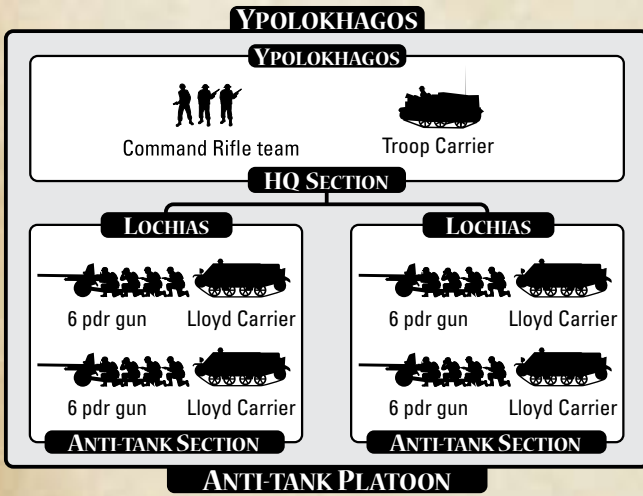 YPOLOKHAGOS
YPOLOKHAGOS
Command Rifle team
Troop Carrier
HQ SECTION
LOCHIAS
6 pdr gun
Lloyd Carrier
6 pdr gun
Lloyd Carrier
ANTI-TANK SECTION
LOCHIAS
6 pdr gun
Lloyd Carrier
6 pdr gun
Lloyd Carrier
ANTI-TANK SECTION
ANTI-TANK PLATOON